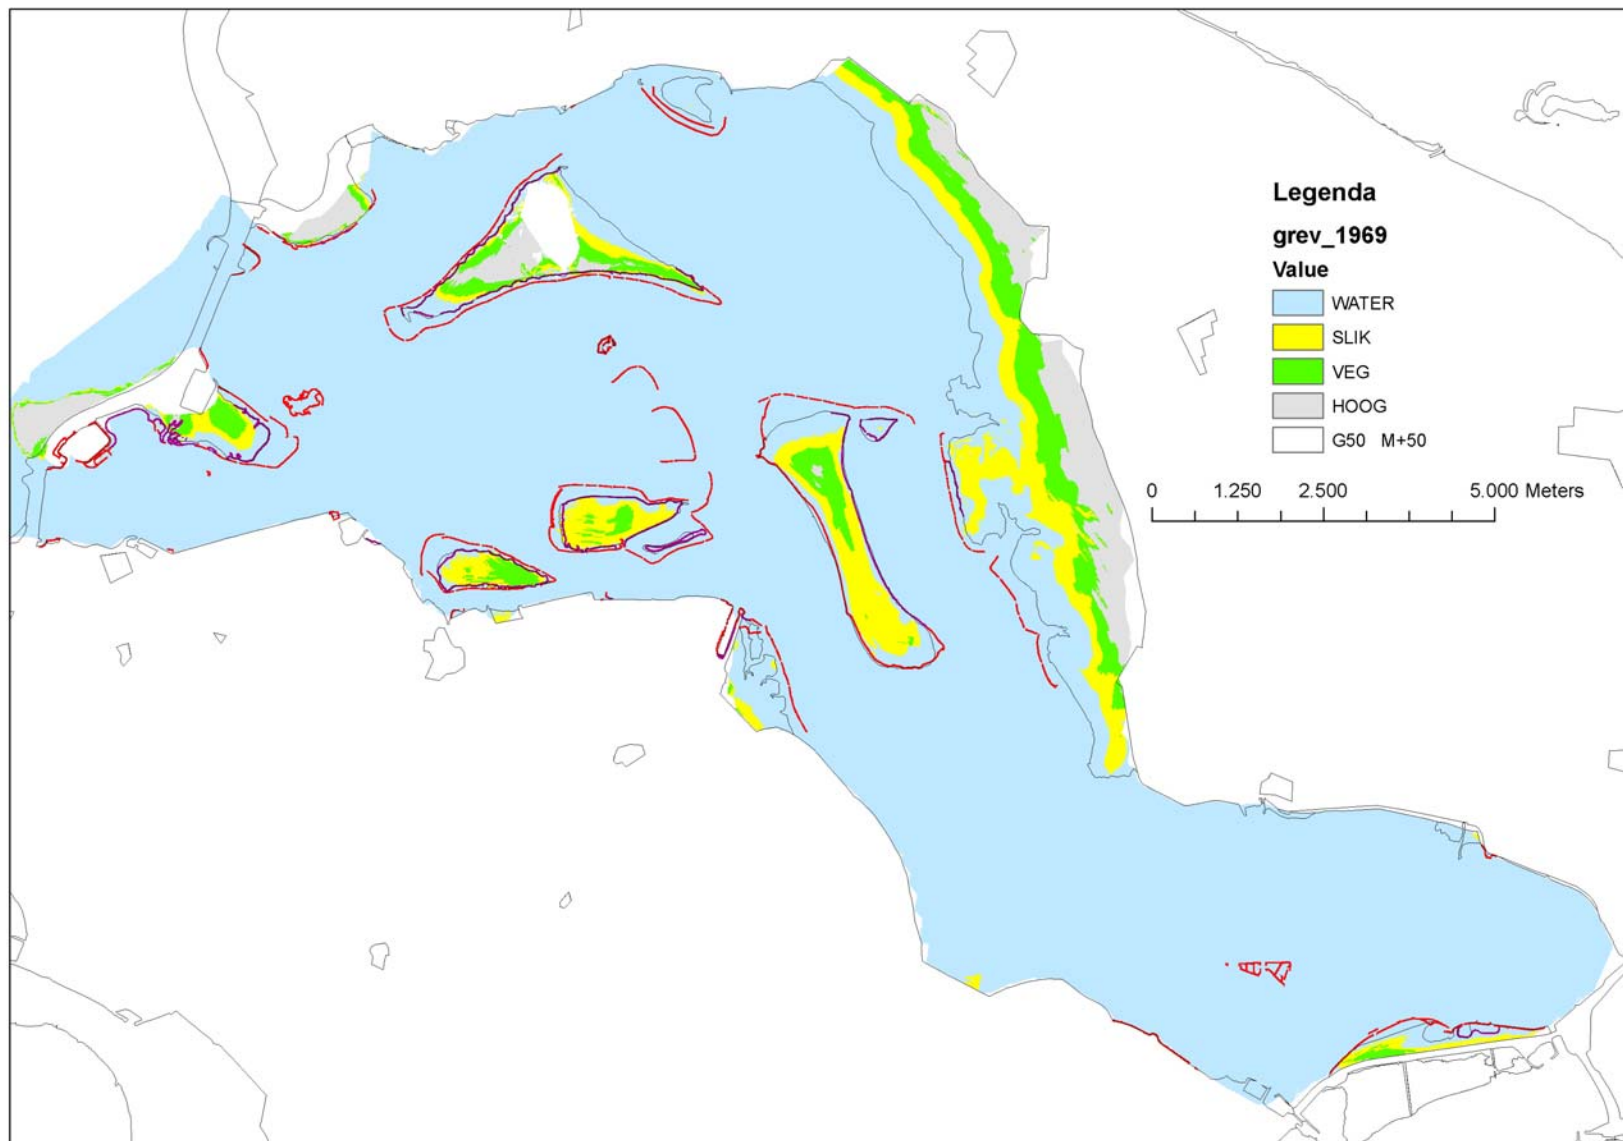 Legenda
grev_1969
Value
WATER
SLIK
VEG
HOOG
G50 M+50
0 1.250 2.500 5.000 Meters